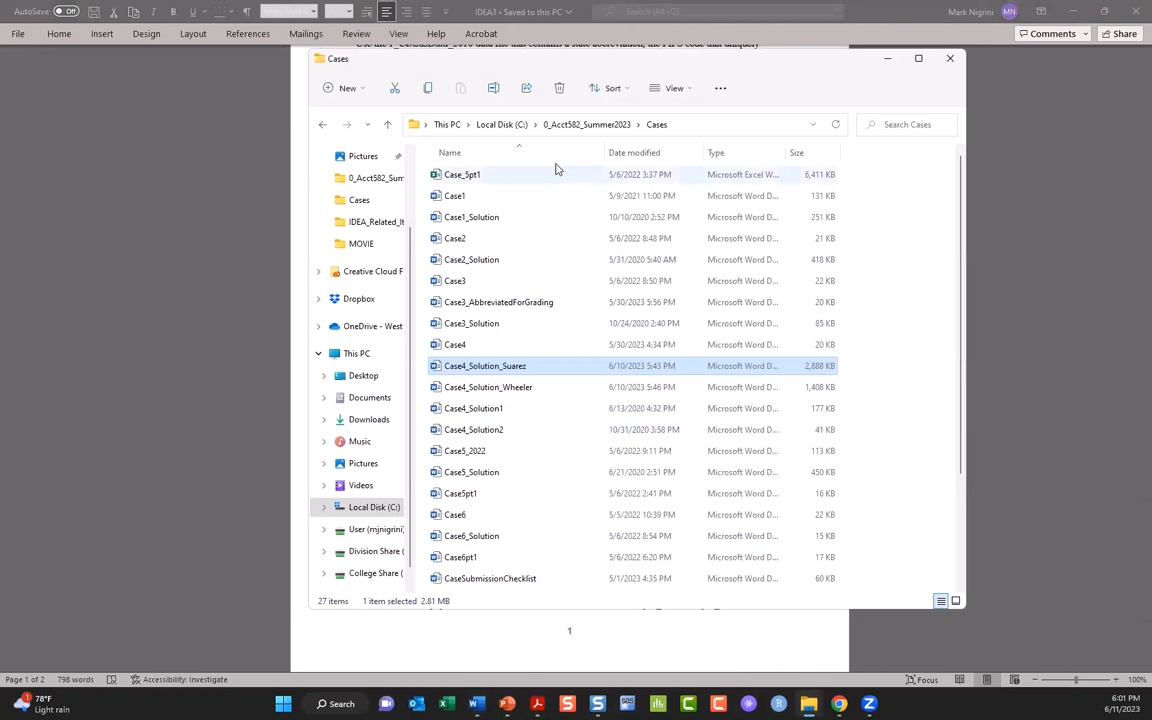 AutoSave Off
B I U
IDEA3 • Saved to this PC
Search (Alt+Q)
Mark Nigrini MN
File Home Insert Design Layout References Mailings Review View Help Acrobat Comments Share
Cases
New Sort View
This PC Local Disk (C:) 0_Acct582_Summer2023 Cases
Search Cases
Name Date modified Type Size
Pictures
0_Acct582_Sum
Cases
IDEA_Related_It
MOVIE
Creative Cloud F
Dropbox
OneDrive - West
This PC
Desktop
Documents
Downloads
Music
Pictures
Videos
Local Disk (C:)
User (mjnigrini
Division Share (
College Share (
Case_5pt1 5/6/2022 3:37 PM Microsoft Excel W... 6,411 KB
Case1 5/9/2021 11:00 PM Microsoft Word D... 131 KB
Case1_Solution 10/10/2020 2:52 PM Microsoft Word D... 251 KB
Case2 5/6/2022 8:48 PM Microsoft Word D... 21 KB
Case2_Solution 5/31/2020 5:40 AM Microsoft Word D... 418 KB
Case3 5/6/2022 8:50 PM Microsoft Word D... 22 KB
Case3_AbbreviatedForGrading 5/30/2023 5:56 PM Microsoft Word D... 20 KB
Case3_Solution 10/24/2020 2:40 PM Microsoft Word D... 85 KB
Case4 5/30/2023 4:34 PM Microsoft Word D... 20 KB
Case4_Solution_Suarez 6/10/2023 5:43 PM Microsoft Word D... 2,888 KB
Case4_Solution_Wheeler 6/10/2023 5:46 PM Microsoft Word D... 1,408 KB
Case4_Solution1 6/13/2020 4:32 PM Microsoft Word D... 177 KB
Case4_Solution2 10/31/2020 3:58 PM Microsoft Word D... 41 KB
Case5_2022 5/6/2022 9:11 PM Microsoft Word D... 113 KB
Case5_Solution 6/21/2020 2:51 PM Microsoft Word D... 450 KB
Case5pt1 5/6/2022 2:41 PM Microsoft Word D... 16 KB
Case6 5/5/2022 10:39 PM Microsoft Word D... 22 KB
Case6_Solution 5/6/2022 8:54 PM Microsoft Word D... 15 KB
Case6pt1 5/6/2022 6:20 PM Microsoft Word D... 17 KB
CaseSubmissionChecklist 5/1/2023 4:35 PM Microsoft Word D... 60 KB
27 items 1 item selected 2.81 MB
1
Page 1 of 2 798 words Accessibility: Investigate Focus 100%
78°F
Light rain
Search
6:01 PM
6/11/2023